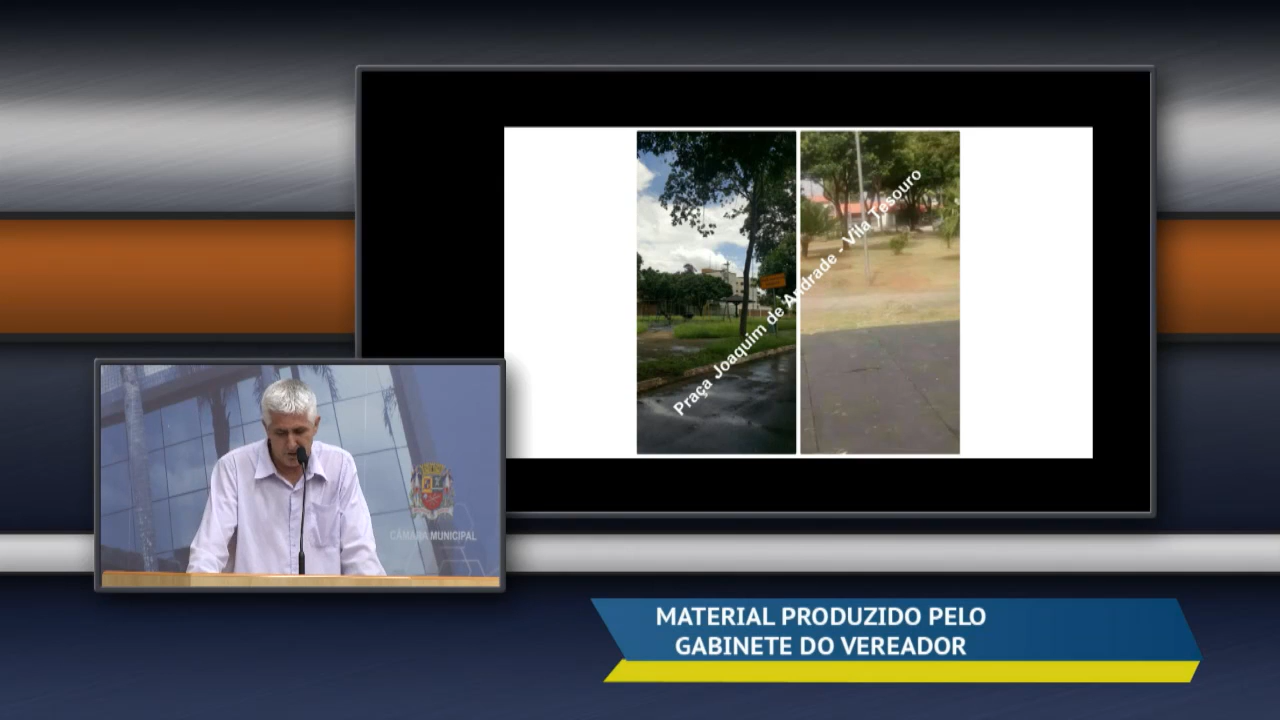 Praça Joaquim de Andrade - Vila Tesouro
CÂMARA MUNICIPAL
MATERIAL PRODUZIDO PELO
GABINETE DO VEREADOR